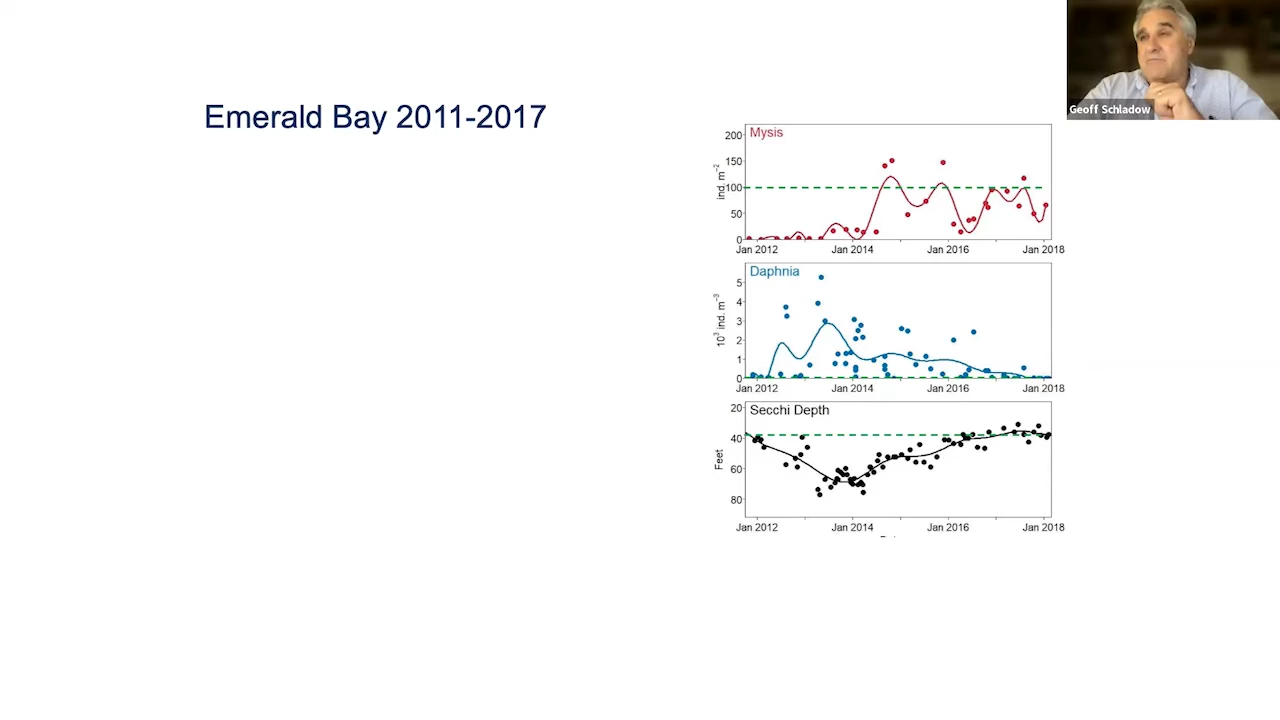 Geoff Schladow
Emerald Bay 2011-2017
Mysis
200
150
100
50
0
ind. m⁻²
Jan 2012 Jan 2014 Jan 2016 Jan 2018
Daphnia
5
4
3
2
1
0
10³ ind. m⁻³
Jan 2012 Jan 2014 Jan 2016 Jan 2018
Secchi Depth
20
40
60
80
Feet
Jan 2012 Jan 2014 Jan 2016 Jan 2018